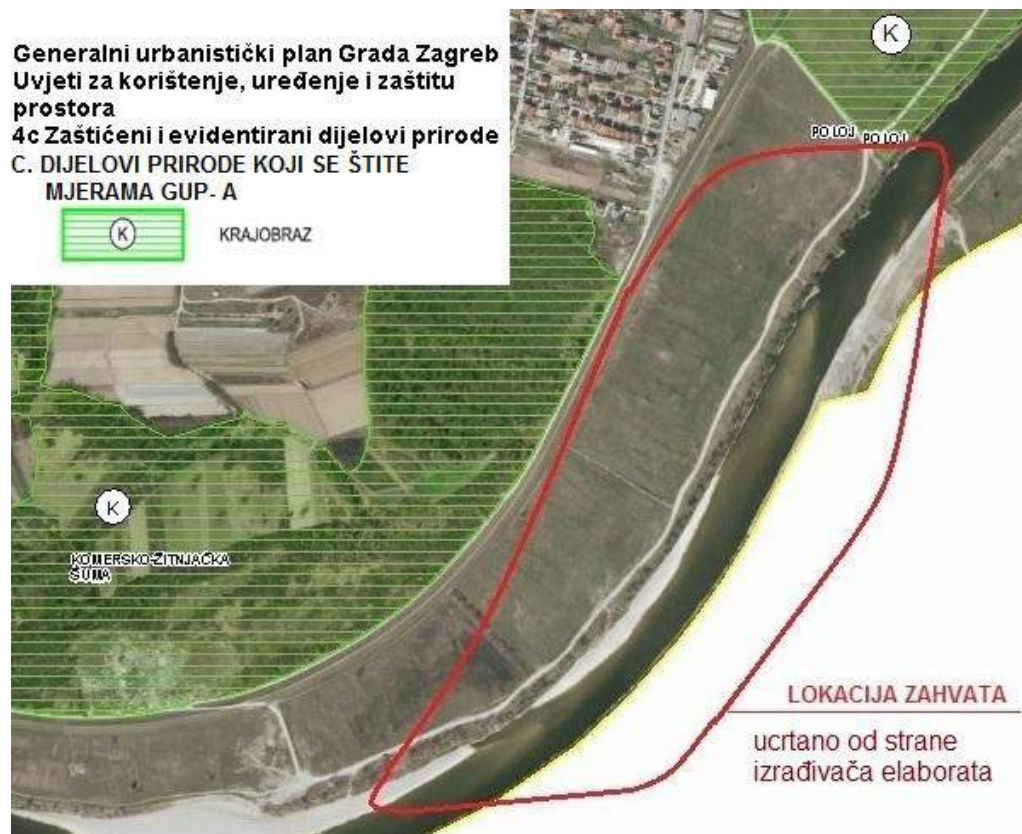 Generalni urbanistički plan Grada Zagreb
Uvjeti za korištenje, uređenje i zaštitu
prostora
4c Zaštićeni i evidentirani dijelovi prirode
C. DIJELOVI PRIRODE KOJI SE ŠTITE
MJERAMA GUP- A
K
KRAJOBRAZ
K
POLOJ
POLOJ
K
KOMERSKO-ŽITNJAČKA
ŠUMA
LOKACIJA ZAHVATA
ucrtano od strane
izrađivača elaborata